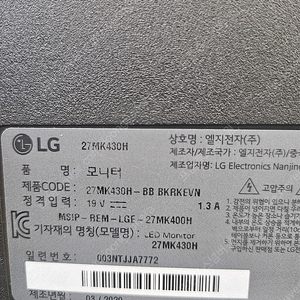 LG 27MK430H
상호명 : 엘지전자(주)
제조자/제조국가 : 엘지전자(주)/중
제조업자명 : LG Electronics Nanjin
품 명 : 모니터
제품CODE : 27MK430H-BB BKRKEVN
정격입력 : 19 V 1.3 A
MSIP-REM-LGE-27MK400H
기자재의 명칭(모델명) : LED Monitor
27MK430H
일련번호 : 003NTJJA7772
제조년월 : 03 / 2020